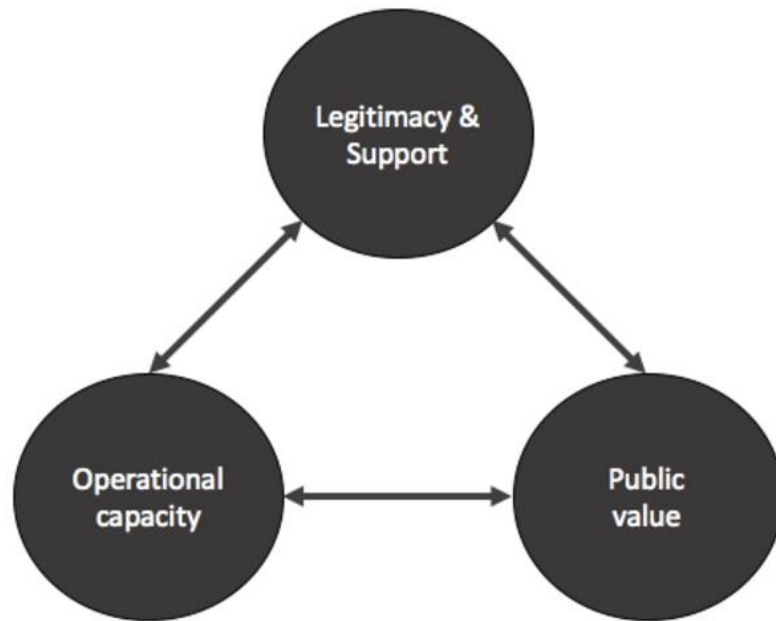 Legitimacy &
Support
Operational
capacity
Public
value